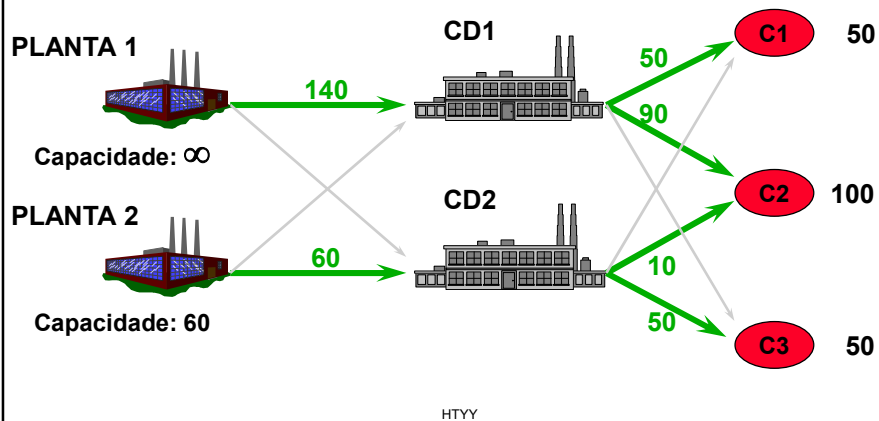 CD1
C1 50
PLANTA 1
50
140
90
Capacidade: ∞
CD2
C2 100
PLANTA 2
60
10
50
Capacidade: 60
C3 50
HTYY